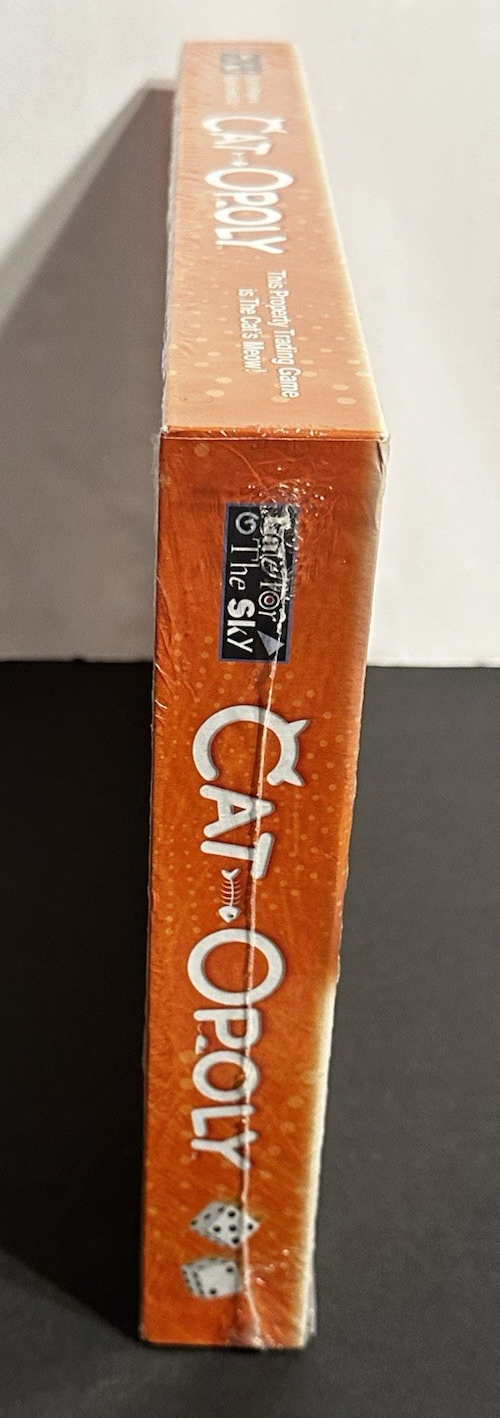 CAT-OPOLY
This Property Trading Game
is The Cat's Meow!
Late For
The Sky
CAT-OPOLY